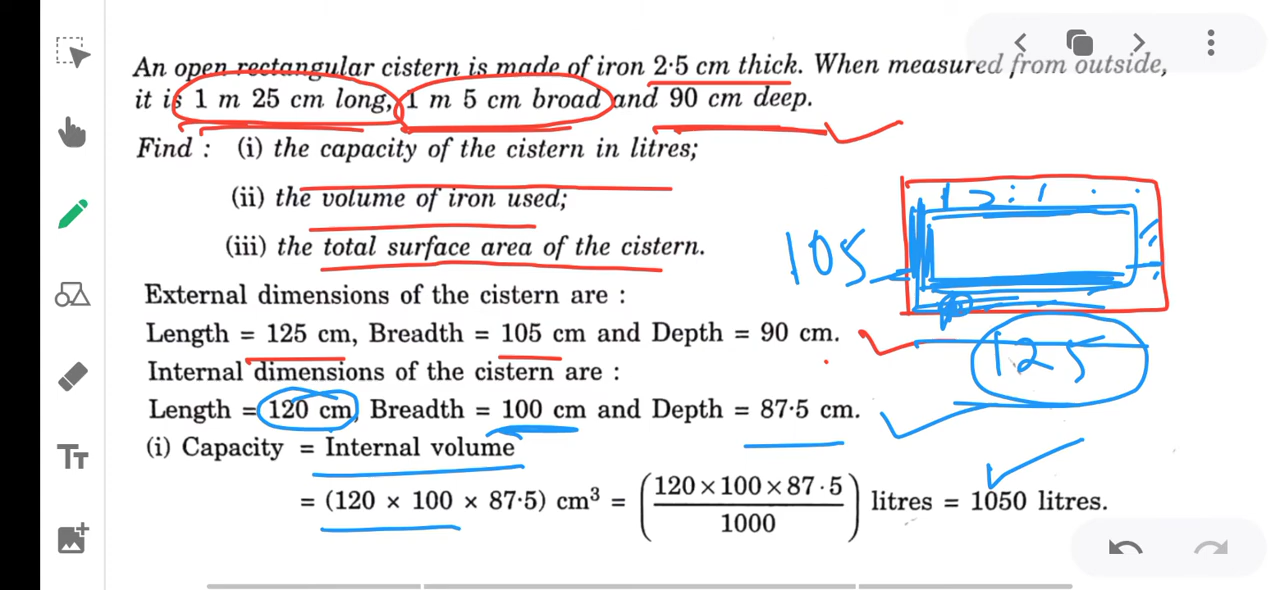 An open rectangular cistern is made of iron 2·5 cm thick. When measured from outside,
it is 1 m 25 cm long, 1 m 5 cm broad and 90 cm deep.
Find : (i) the capacity of the cistern in litres;
(ii) the volume of iron used;
(iii) the total surface area of the cistern.
105
125
External dimensions of the cistern are :
Length = 125 cm, Breadth = 105 cm and Depth = 90 cm.
Internal dimensions of the cistern are :
Length = 120 cm, Breadth = 100 cm and Depth = 87·5 cm.
(i) Capacity = Internal volume
= (120 × 100 × 87·5) cm³ = (120×100×87·5 / 1000) litres = 1050 litres.
Tт